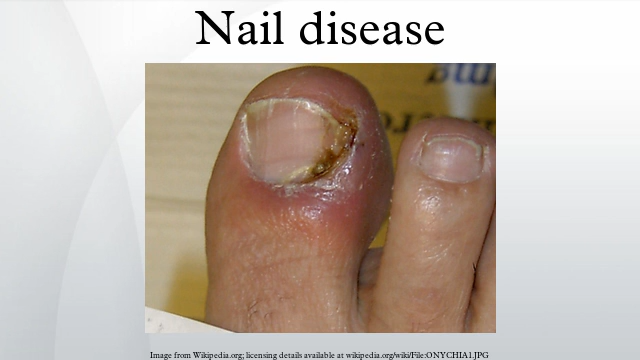 Nail disease
Image from Wikipedia.org; licensing details available at wikipedia.org/wiki/File:ONYCHIA1.JPG